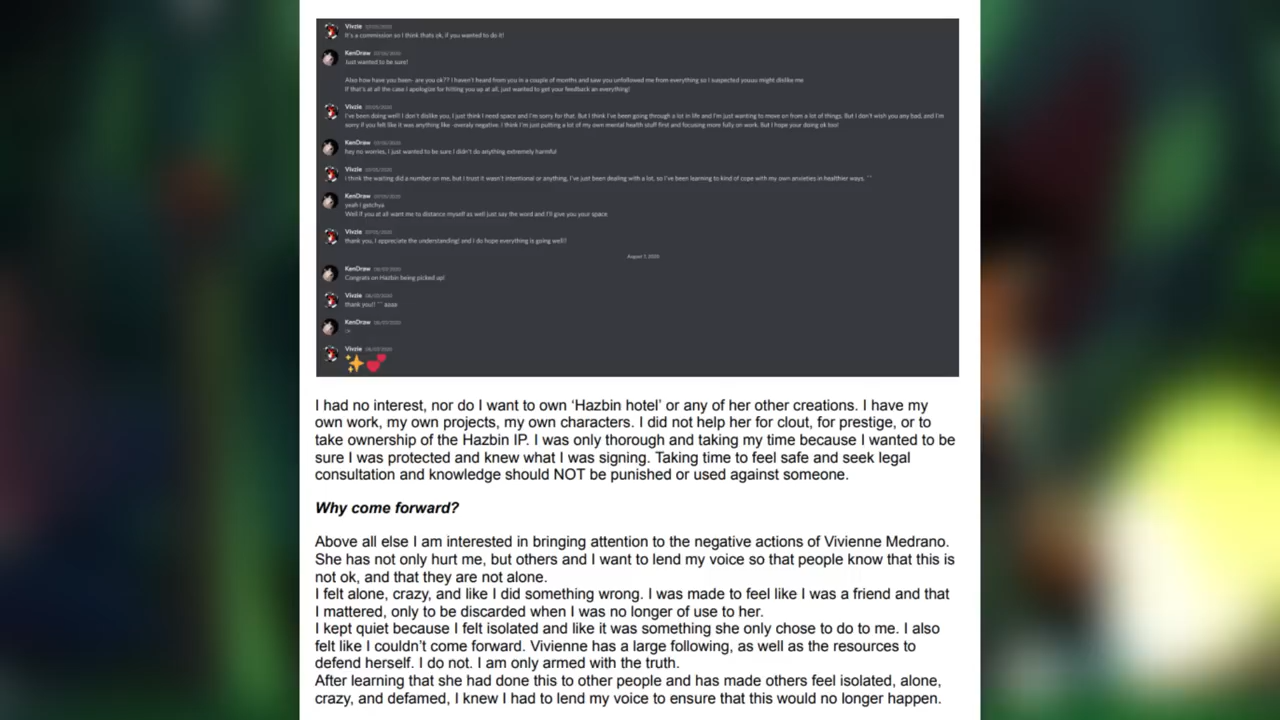 Vivzie 07/05/2020
It's a commission so I think thats ok, if you wanted to do it!
KenDraw 07/05/2020
Just wanted to be sure!
Also how have you been- are you ok?? I haven't heard from you in a couple of months and saw you unfollowed me from everything so I suspected youuu might dislike me
If that's at all the case I apologize for hitting you up at all, just wanted to get your feedback an everything!
Vivzie 07/05/2020
I've been doing well! I don't dislike you, I just think I need space and I'm sorry for that. But I think I've been going through a lot in life and I'm just wanting to move on from a lot of things. But I don't wish you any bad, and I'm
sorry if you felt like it was anything like -overaly negative. I think I'm just putting a lot of my own mental health stuff first and focusing more fully on work. But I hope your doing ok too!
KenDraw 07/05/2020
hey no worries, I just wanted to be sure I didn't do anything extremely harmful
Vivzie 07/05/2020
I think the waiting did a number on me, but I trust it wasn't intentional or anything, I've just been dealing with a lot, so I've been learning to kind of cope with my own anxieties in healthier ways. ^^
KenDraw 07/05/2020
yeah I getchya
Well if you at all want me to distance myself as well just say the word and I'll give you your space
Vivzie 07/05/2020
thank you, I appreciate the understanding! and I do hope everything is going well!!
August 7, 2020
KenDraw
Congrats on Hazbin being picked up!
Vivzie
thank you!! ^^ aaaa
KenDraw
:>
Vivzie
I had no interest, nor do I want to own ‘Hazbin hotel’ or any of her other creations. I have my
own work, my own projects, my own characters. I did not help her for clout, for prestige, or to
take ownership of the Hazbin IP. I was only thorough and taking my time because I wanted to be
sure I was protected and knew what I was signing. Taking time to feel safe and seek legal
consultation and knowledge should NOT be punished or used against someone.
Why come forward?
Above all else I am interested in bringing attention to the negative actions of Vivienne Medrano.
She has not only hurt me, but others and I want to lend my voice so that people know that this is
not ok, and that they are not alone.
I felt alone, crazy, and like I did something wrong. I was made to feel like I was a friend and that
I mattered, only to be discarded when I was no longer of use to her.
I kept quiet because I felt isolated and like it was something she only chose to do to me. I also
felt like I couldn’t come forward. Vivienne has a large following, as well as the resources to
defend herself. I do not. I am only armed with the truth.
After learning that she had done this to other people and has made others feel isolated, alone,
crazy, and defamed, I knew I had to lend my voice to ensure that this would no longer happen.